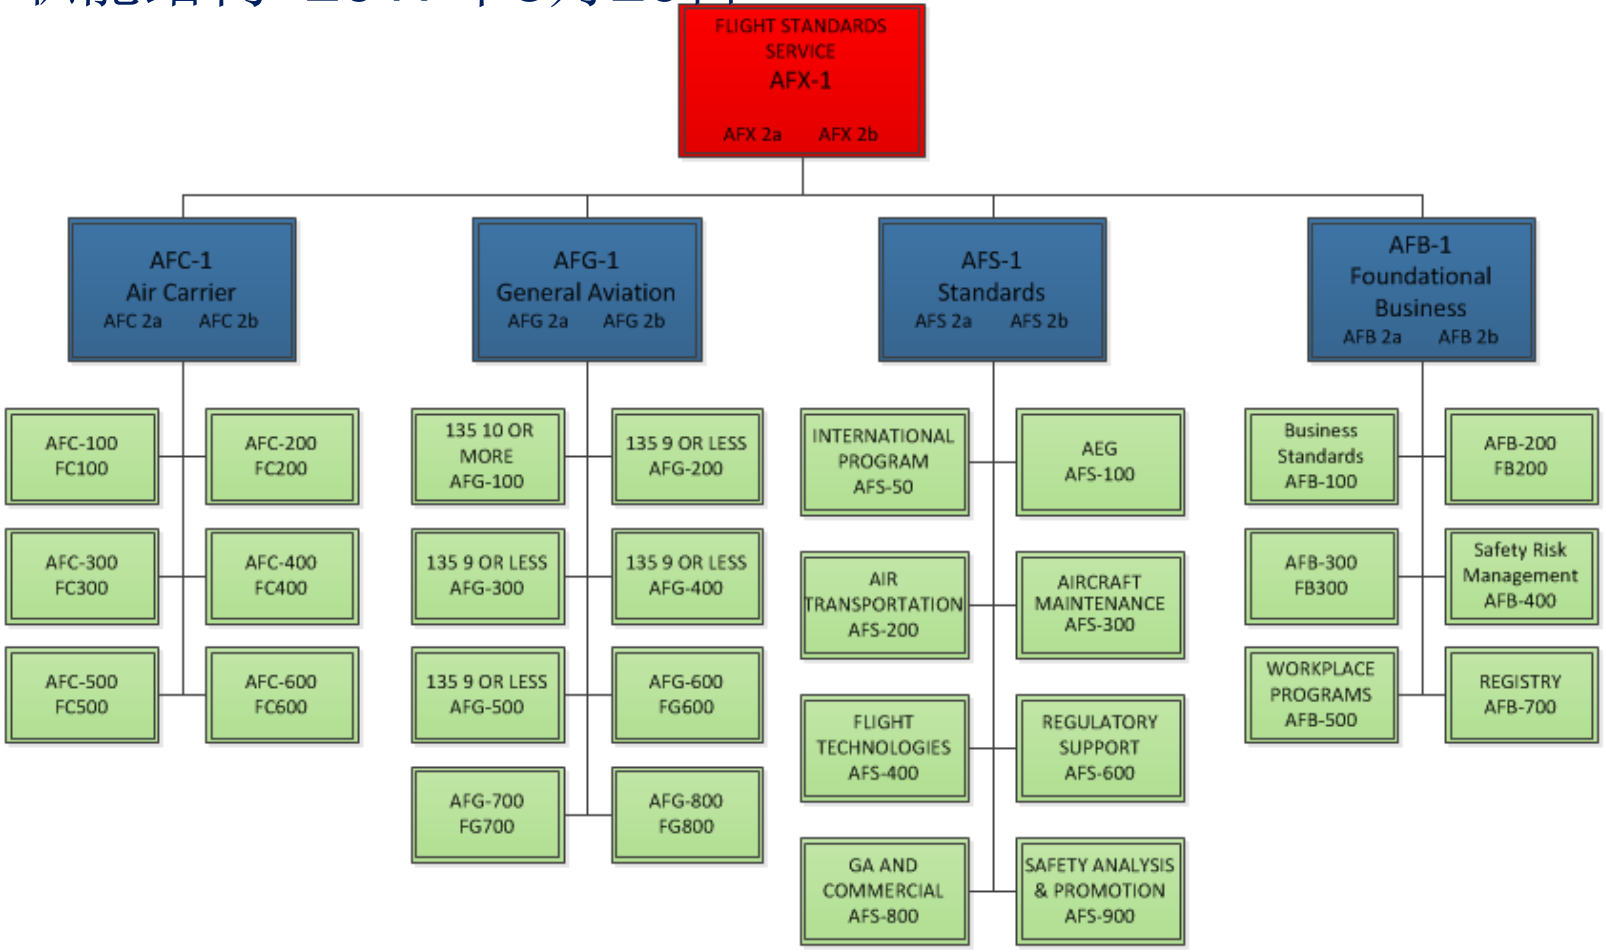 FLIGHT STANDARDS
SERVICE
AFX-1
AFX 2a AFX 2b
AFC-1
Air Carrier
AFC 2a AFC 2b
AFG-1
General Aviation
AFG 2a AFG 2b
AFS-1
Standards
AFS 2a AFS 2b
AFB-1
Foundational
Business
AFB 2a AFB 2b
AFC-100
FC100
AFC-200
FC200
AFC-300
FC300
AFC-400
FC400
AFC-500
FC500
AFC-600
FC600
135 10 OR
MORE
AFG-100
135 9 OR LESS
AFG-200
135 9 OR LESS
AFG-300
135 9 OR LESS
AFG-400
135 9 OR LESS
AFG-500
AFG-600
FG600
AFG-700
FG700
AFG-800
FG800
INTERNATIONAL
PROGRAM
AFS-50
AEG
AFS-100
AIR
TRANSPORTATION
AFS-200
AIRCRAFT
MAINTENANCE
AFS-300
FLIGHT
TECHNOLOGIES
AFS-400
REGULATORY
SUPPORT
AFS-600
GA AND
COMMERCIAL
AFS-800
SAFETY ANALYSIS
& PROMOTION
AFS-900
Business
Standards
AFB-100
AFB-200
FB200
AFB-300
FB300
Safety Risk
Management
AFB-400
WORKPLACE
PROGRAMS
AFB-500
REGISTRY
AFB-700